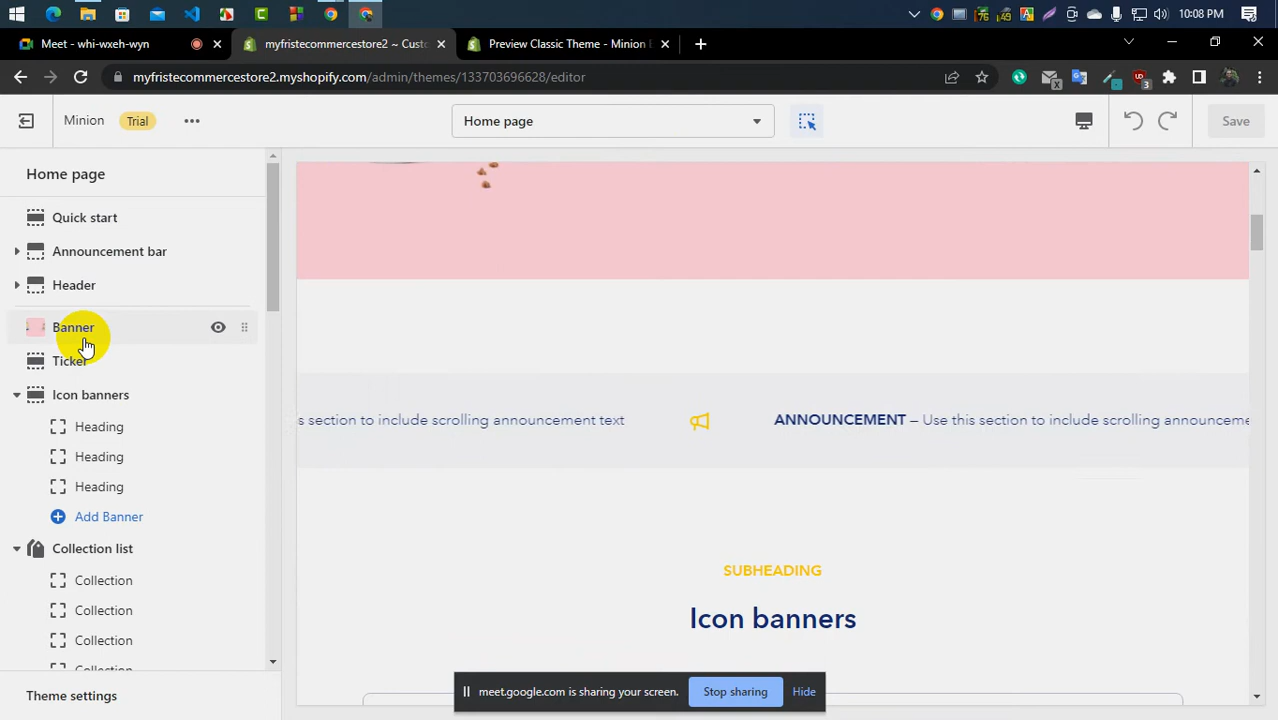 10:08 PM
Meet - whi-wxeh-wyn
myfristecommercestore2 ~ Custo
Preview Classic Theme - Minion E
myfristecommercestore2.myshopify.com/admin/themes/133703696628/editor
Minion
Trial
Home page
Save
Home page
Quick start
Announcement bar
Header
Banner
Ticker
Icon banners
Heading
Heading
Heading
Add Banner
Collection list
Collection
Collection
Collection
Theme settings
s section to include scrolling announcement text
ANNOUNCEMENT – Use this section to include scrolling announceme
SUBHEADING
Icon banners
meet.google.com is sharing your screen.
Stop sharing
Hide